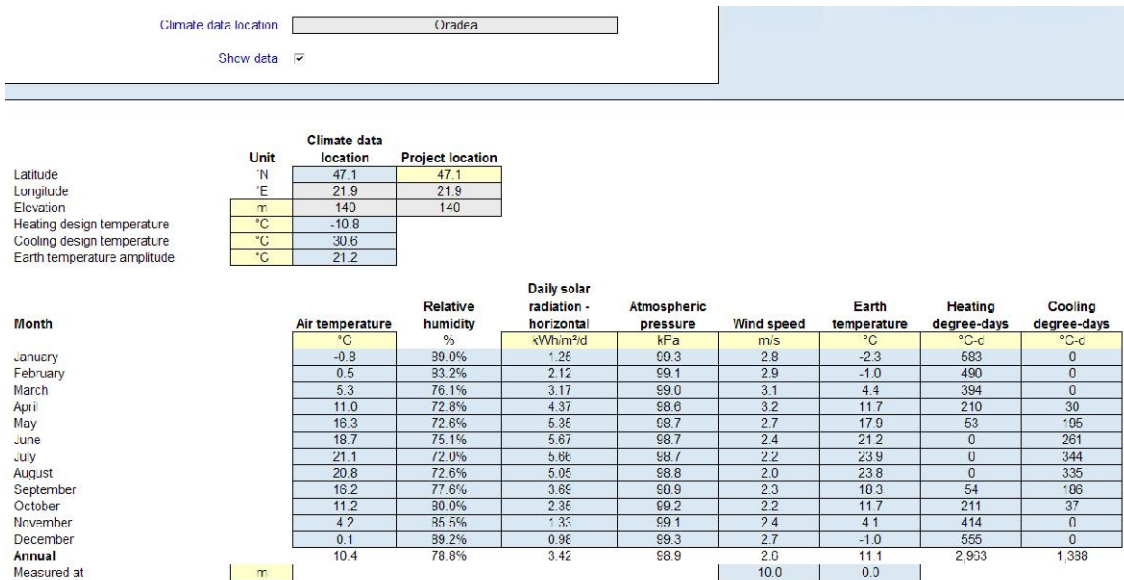 Climate data location Oradea
Show data
Climate data
Unit location Project location
Latitude °N 47.1 47.1
Longitude °E 21.9 21.9
Elevation m 140 140
Heating design temperature °C -10.8
Cooling design temperature °C 30.6
Earth temperature amplitude °C 21.2
Daily solar
Relative radiation - Atmospheric Earth Heating Cooling
Month Air temperature humidity horizontal pressure Wind speed temperature degree-days degree-days
°C % kWh/m²/d kPa m/s °C °C-d °C-d
January -0.8 89.0% 1.25 99.3 2.8 -2.3 583 0
February 0.5 83.2% 2.12 99.1 2.9 -1.0 490 0
March 5.3 76.1% 3.17 99.0 3.1 4.4 394 0
April 11.0 72.8% 4.37 98.6 3.2 11.7 210 30
May 16.3 72.6% 5.35 98.7 2.7 17.9 53 195
June 18.7 75.1% 5.67 98.7 2.4 21.2 0 261
July 21.1 72.0% 5.66 98.7 2.2 23.9 0 344
August 20.8 72.6% 5.05 98.8 2.0 23.8 0 335
September 16.2 77.6% 3.69 98.9 2.3 18.3 54 186
October 11.2 80.0% 2.35 99.2 2.2 11.7 211 37
November 4.2 85.5% 1.33 99.1 2.4 4.1 414 0
December 0.1 89.2% 0.98 99.3 2.7 -1.0 555 0
Annual 10.4 78.8% 3.42 98.9 2.6 11.1 2,963 1,388
Measured at m 10.0 0.0